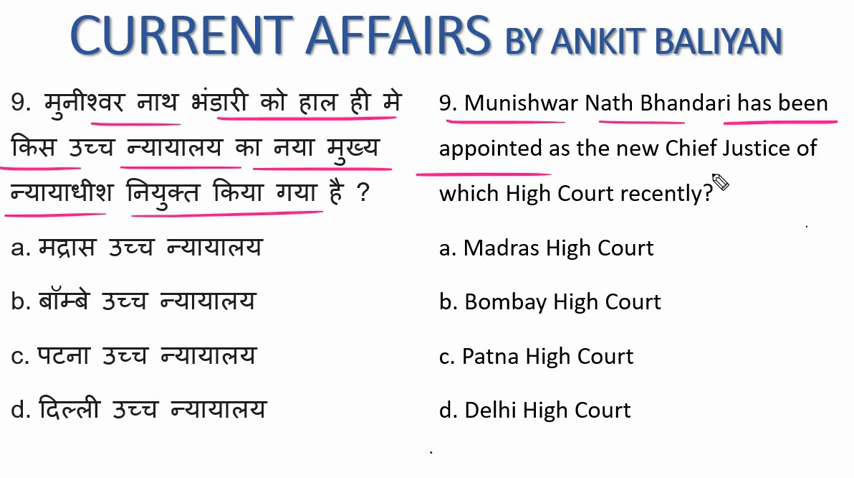 CURRENT AFFAIRS BY ANKIT BALIYAN
9. मुनीश्वर नाथ भंडारी को हाल ही मे
किस उच्च न्यायालय का नया मुख्य
न्यायाधीश नियुक्त किया गया है ?
a. मद्रास उच्च न्यायालय
b. बॉम्बे उच्च न्यायालय
c. पटना उच्च न्यायालय
d. दिल्ली उच्च न्यायालय
9. Munishwar Nath Bhandari has been
appointed as the new Chief Justice of
which High Court recently?
a. Madras High Court
b. Bombay High Court
c. Patna High Court
d. Delhi High Court